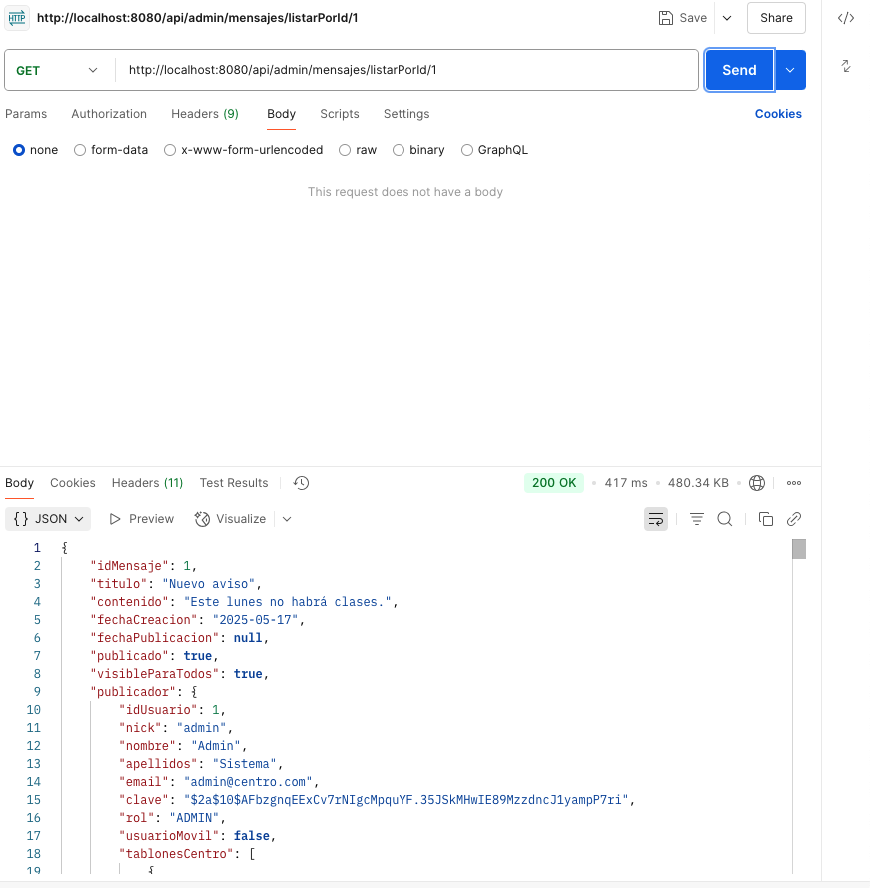 HTTP http://localhost:8080/api/admin/mensajes/listarPorId/1 Save Share </>
GET http://localhost:8080/api/admin/mensajes/listarPorId/1 Send
Params Authorization Headers (9) Body Scripts Settings Cookies
none form-data x-www-form-urlencoded raw binary GraphQL
This request does not have a body
Body Cookies Headers (11) Test Results 200 OK • 417 ms • 480.34 KB •
{} JSON Preview Visualize
1 {
2 "idMensaje": 1,
3 "titulo": "Nuevo aviso",
4 "contenido": "Este lunes no habrá clases.",
5 "fechaCreacion": "2025-05-17",
6 "fechaPublicacion": null,
7 "publicado": true,
8 "visibleParaTodos": true,
9 "publicador": {
10 "idUsuario": 1,
11 "nick": "admin",
12 "nombre": "Admin",
13 "apellidos": "Sistema",
14 "email": "admin@centro.com",
15 "clave": "$2a$10$AFbzgnqEExCv7rNIgcMpquYF.35JSkMHwIE89MzzdncJ1yampP7ri",
16 "rol": "ADMIN",
17 "usuarioMovil": false,
18 "tablonesCentro": [
19 {